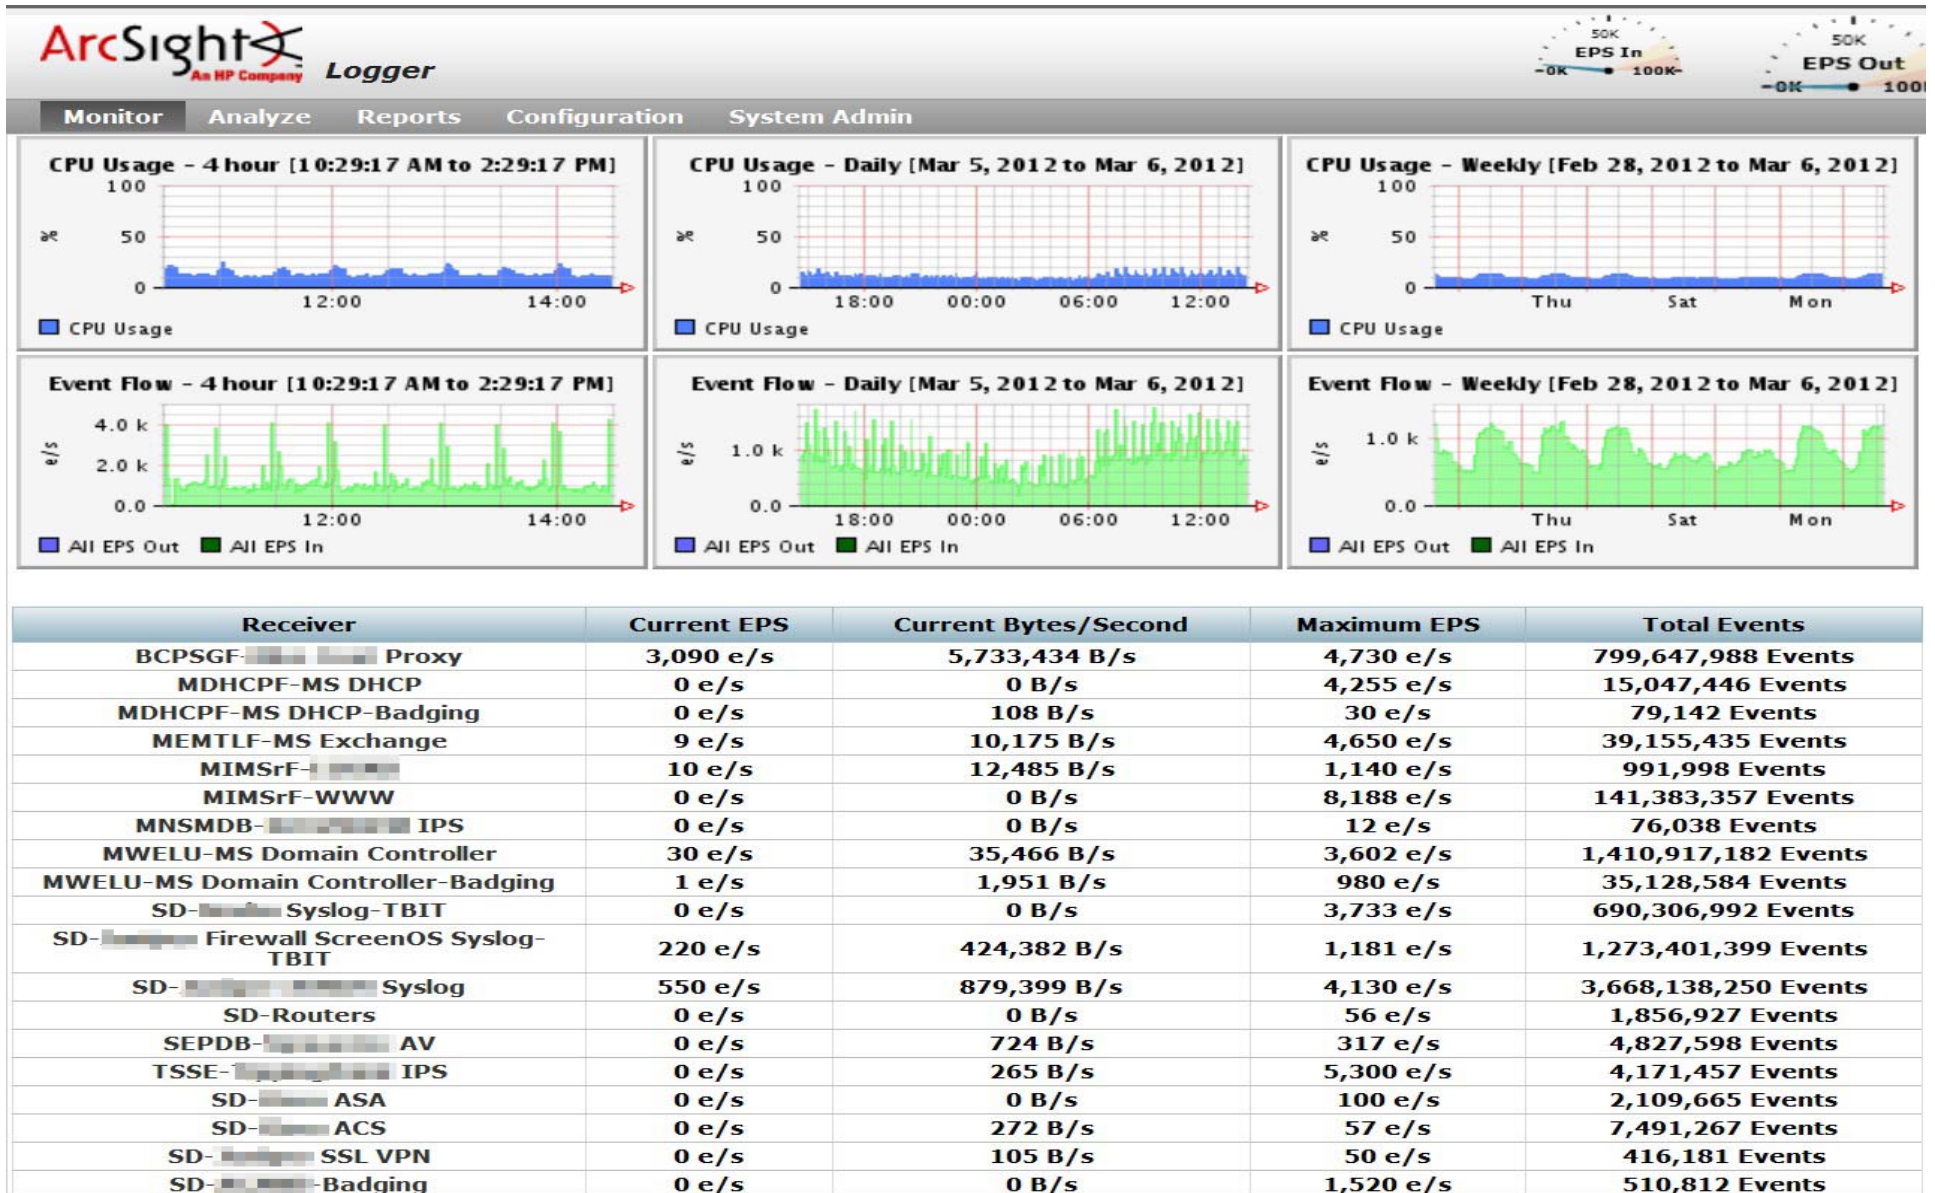 ArcSight
An HP Company
Logger
50K
EPS In
0K 100K
50K
EPS Out
0K 100
Monitor Analyze Reports Configuration System Admin
CPU Usage - 4 hour [10:29:17 AM to 2:29:17 PM]
100
%
50
0
12:00 14:00
CPU Usage
CPU Usage - Daily [Mar 5, 2012 to Mar 6, 2012]
100
%
50
0
18:00 00:00 06:00 12:00
CPU Usage
CPU Usage - Weekly [Feb 28, 2012 to Mar 6, 2012]
100
%
50
0
Thu Sat Mon
CPU Usage
Event Flow - 4 hour [10:29:17 AM to 2:29:17 PM]
4.0 k
e/s
2.0 k
0.0
12:00 14:00
All EPS Out All EPS In
Event Flow - Daily [Mar 5, 2012 to Mar 6, 2012]
e/s
1.0 k
0.0
18:00 00:00 06:00 12:00
All EPS Out All EPS In
Event Flow - Weekly [Feb 28, 2012 to Mar 6, 2012]
1.0 k
e/s
0.0
Thu Sat Mon
All EPS Out All EPS In
Receiver Current EPS Current Bytes/Second Maximum EPS Total Events
BCPSGF- Proxy 3,090 e/s 5,733,434 B/s 4,730 e/s 799,647,988 Events
MDHCPF-MS DHCP 0 e/s 0 B/s 4,255 e/s 15,047,446 Events
MDHCPF-MS DHCP-Badging 0 e/s 108 B/s 30 e/s 79,142 Events
MEMTLF-MS Exchange 9 e/s 10,175 B/s 4,650 e/s 39,155,435 Events
MIMSrF- 10 e/s 12,485 B/s 1,140 e/s 991,998 Events
MIMSrF-WWW 0 e/s 0 B/s 8,188 e/s 141,383,357 Events
MNSMDB- IPS 0 e/s 0 B/s 12 e/s 76,038 Events
MWELU-MS Domain Controller 30 e/s 35,466 B/s 3,602 e/s 1,410,917,182 Events
MWELU-MS Domain Controller-Badging 1 e/s 1,951 B/s 980 e/s 35,128,584 Events
SD- Syslog-TBIT 0 e/s 0 B/s 3,733 e/s 690,306,992 Events
SD- Firewall ScreenOS Syslog-
TBIT 220 e/s 424,382 B/s 1,181 e/s 1,273,401,399 Events
SD- Syslog 550 e/s 879,399 B/s 4,130 e/s 3,668,138,250 Events
SD-Routers 0 e/s 0 B/s 56 e/s 1,856,927 Events
SEPDB- AV 0 e/s 724 B/s 317 e/s 4,827,598 Events
TSSE- IPS 0 e/s 265 B/s 5,300 e/s 4,171,457 Events
SD- ASA 0 e/s 0 B/s 100 e/s 2,109,665 Events
SD- ACS 0 e/s 272 B/s 57 e/s 7,491,267 Events
SD- SSL VPN 0 e/s 105 B/s 50 e/s 416,181 Events
SD- -Badging 0 e/s 0 B/s 1,520 e/s 510,812 Events